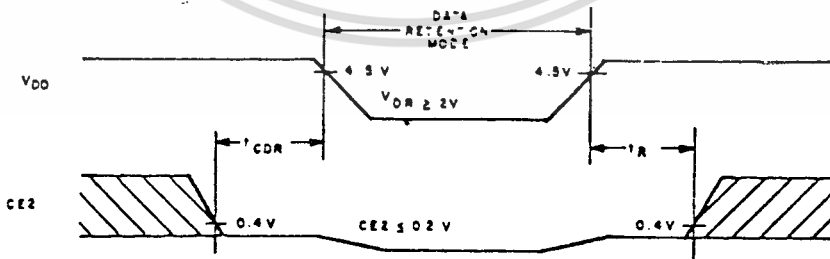 DATA
RETENTION
MODE
VDD
4.5V
4.5V
VDR ≥ 2V
tCDR
tR
CE2
0.4V
CE2 ≤ 0.2 V
0.4V